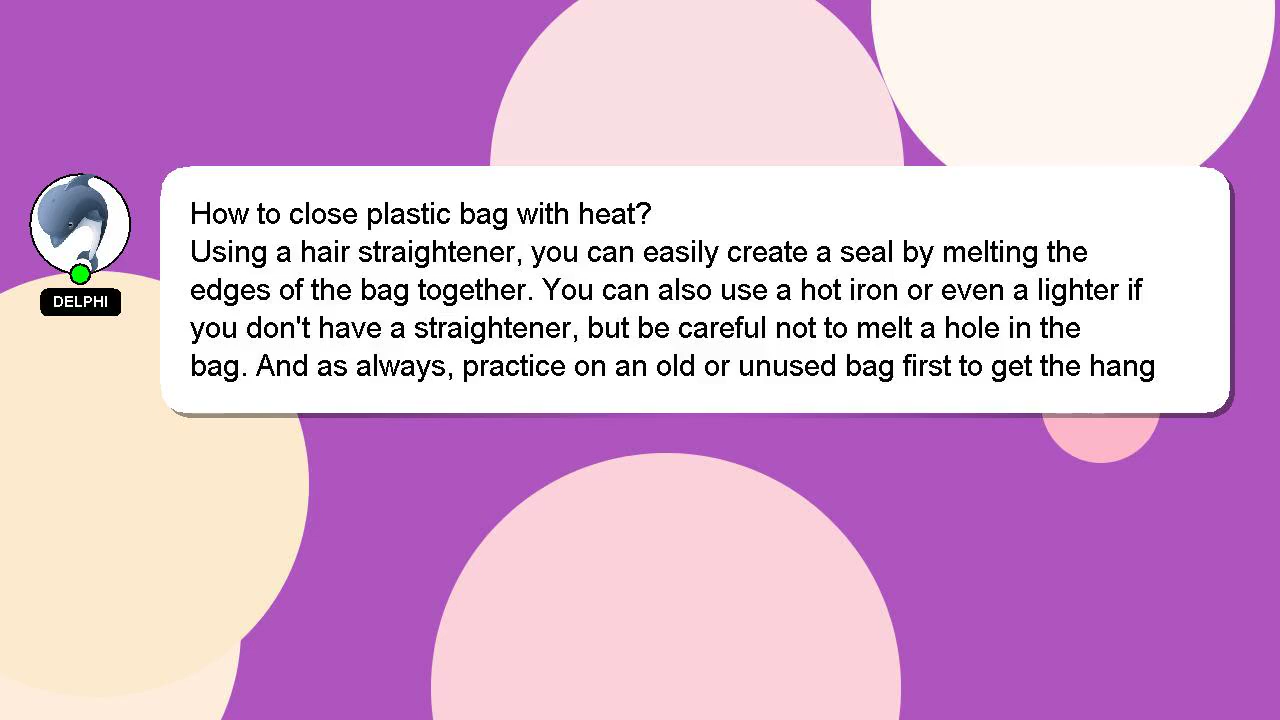 How to close plastic bag with heat?
Using a hair straightener, you can easily create a seal by melting the
edges of the bag together. You can also use a hot iron or even a lighter if
you don't have a straightener, but be careful not to melt a hole in the
bag. And as always, practice on an old or unused bag first to get the hang
DELPHI